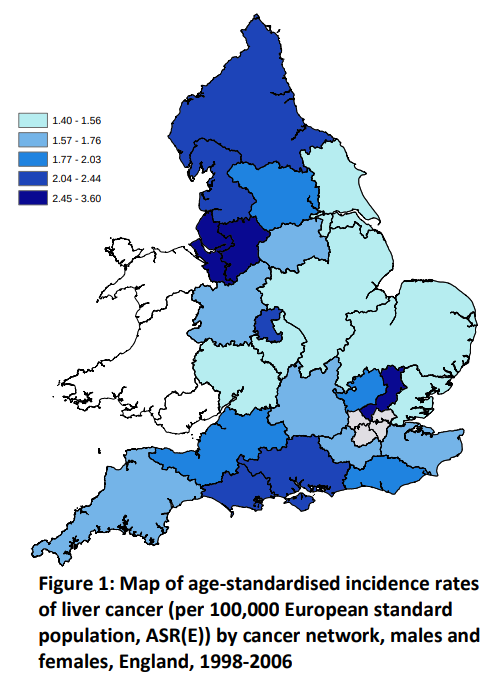 1.40 - 1.56
1.57 - 1.76
1.77 - 2.03
2.04 - 2.44
2.45 - 3.60
Figure 1: Map of age-standardised incidence rates
of liver cancer (per 100,000 European standard
population, ASR(E)) by cancer network, males and
females, England, 1998-2006